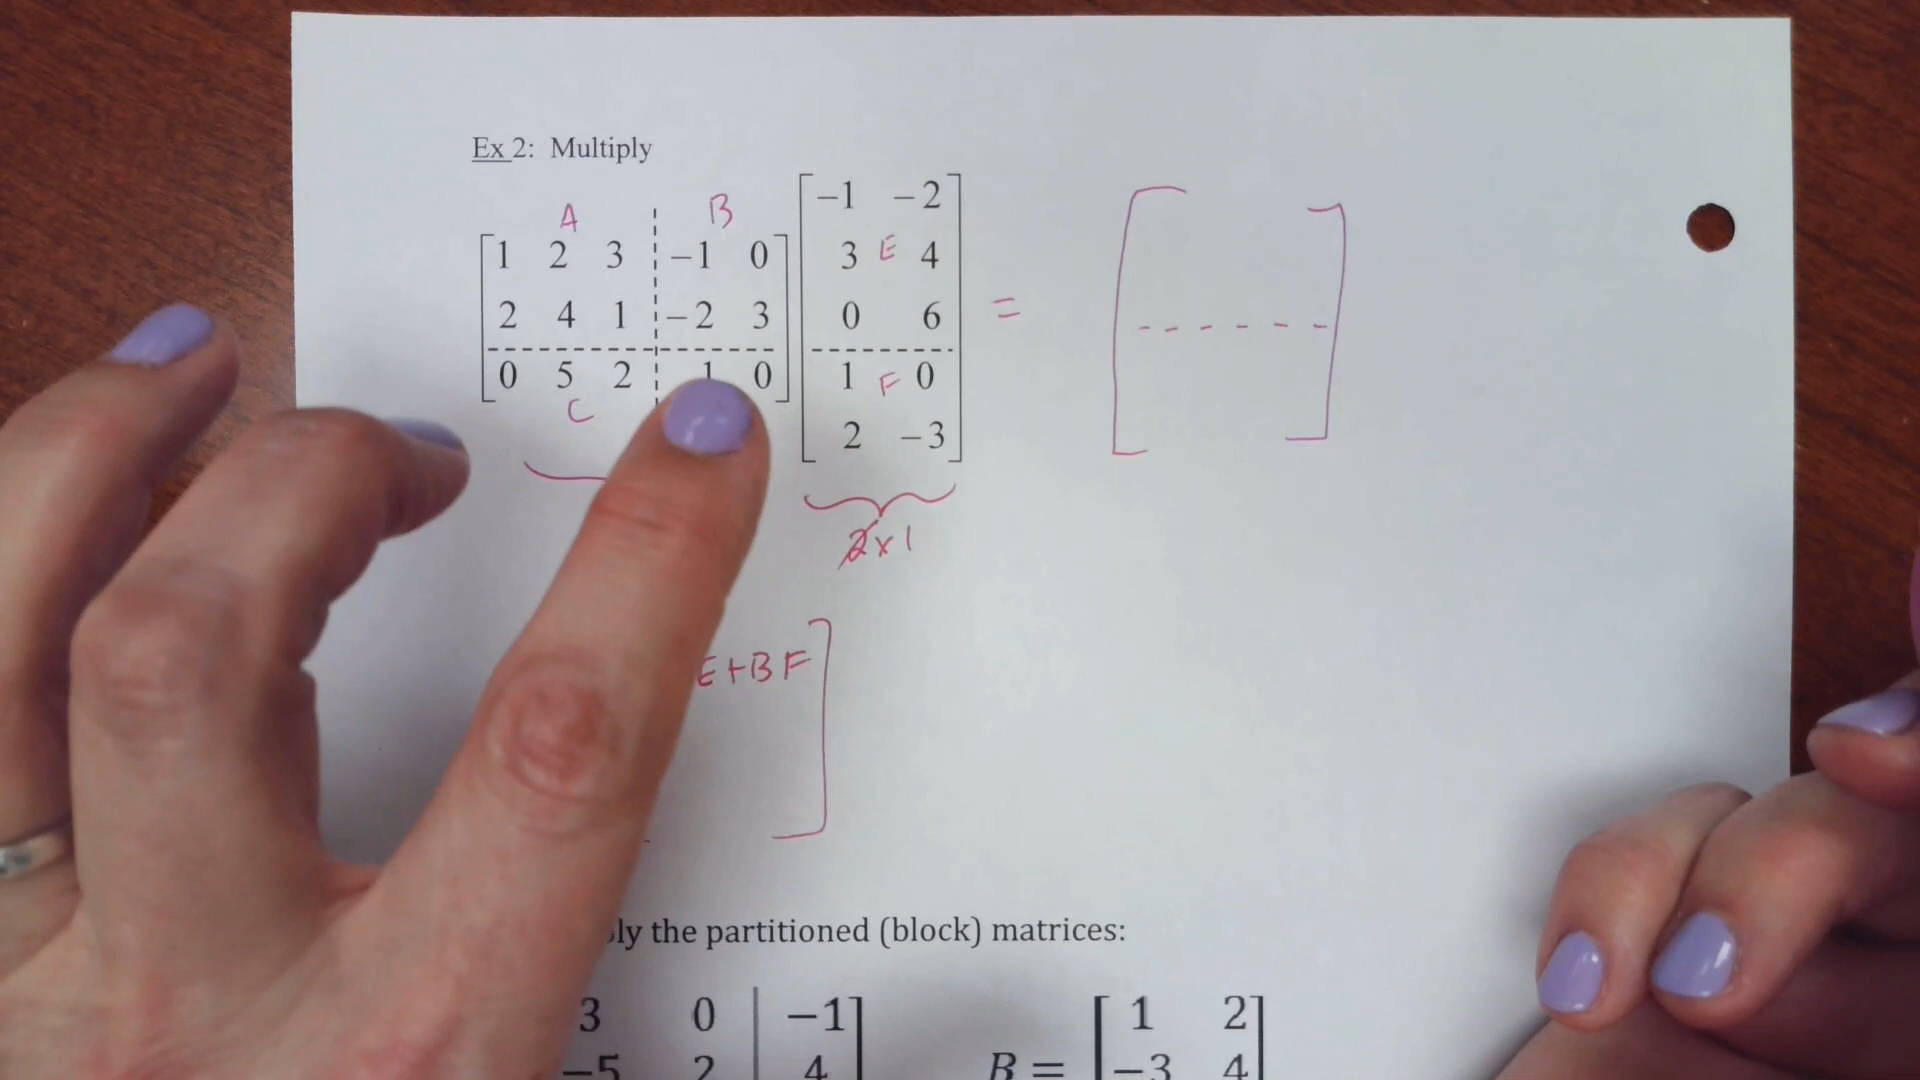 Ex 2: Multiply
A B
−1 −2
1 2 3 −1 0 3 E 4
2 4 1 −2 3 0 6 =
0 5 2 1 0 1 F 0
C
2 −3
2x1
E+BF
the partitioned (block) matrices:
3 0 −1 1 2
−5 2 4 B = −3 4